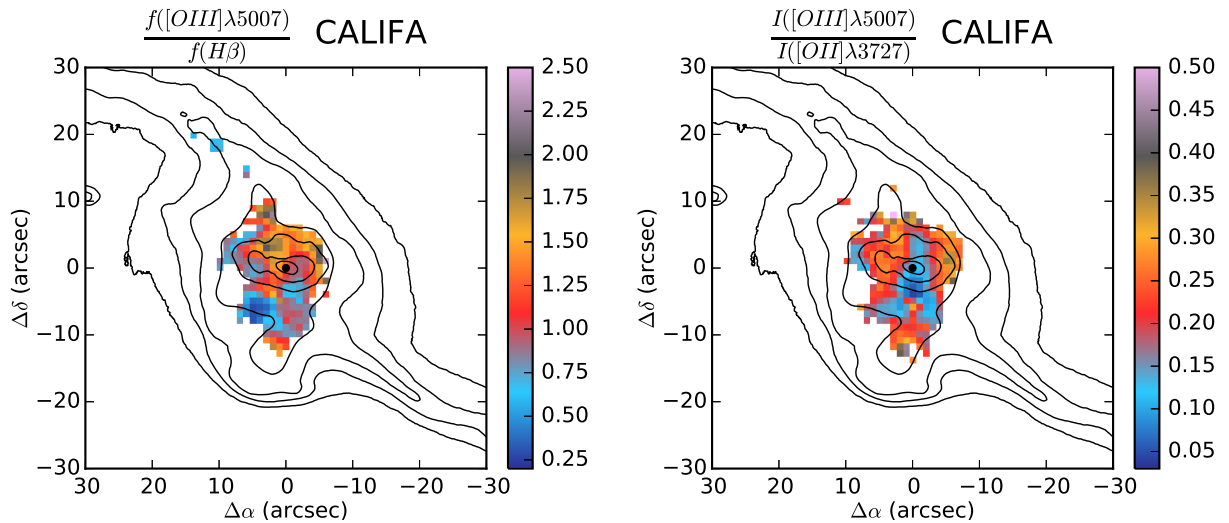 f([OIII]λ5007)
f(Hβ)
CALIFA
30
20
10
0
−10
−20
−30
Δδ (arcsec)
30 20 10 0 −10 −20 −30
Δα (arcsec)
2.50
2.25
2.00
1.75
1.50
1.25
1.00
0.75
0.50
0.25
I([OIII]λ5007)
I([OII]λ3727)
CALIFA
30
20
10
0
−10
−20
−30
Δδ (arcsec)
30 20 10 0 −10 −20 −30
Δα (arcsec)
0.50
0.45
0.40
0.35
0.30
0.25
0.20
0.15
0.10
0.05